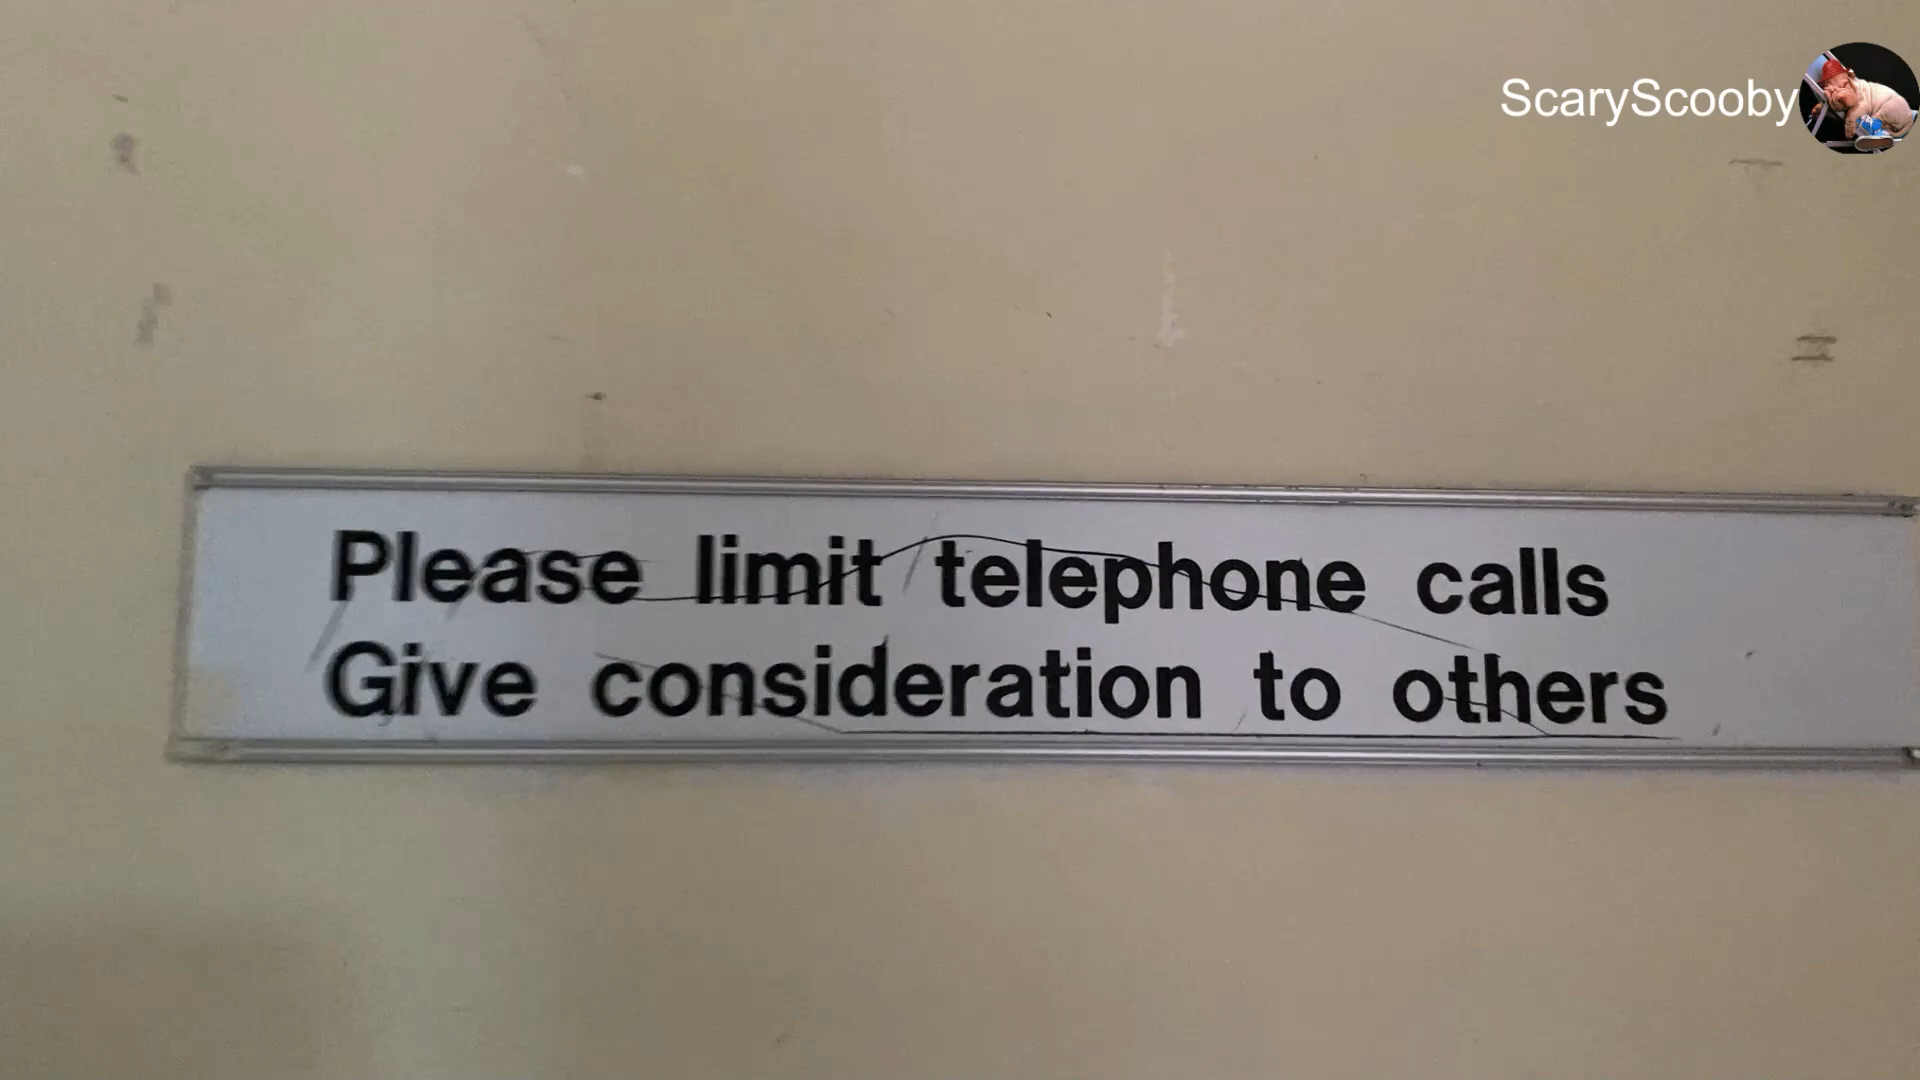 ScaryScooby
Please limit telephone calls
Give consideration to others